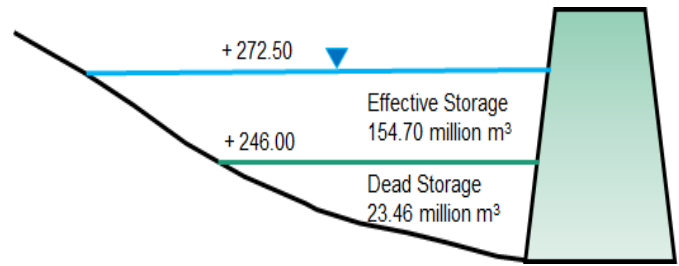 + 272.50
Effective Storage
154.70 million m³
+ 246.00
Dead Storage
23.46 million m³